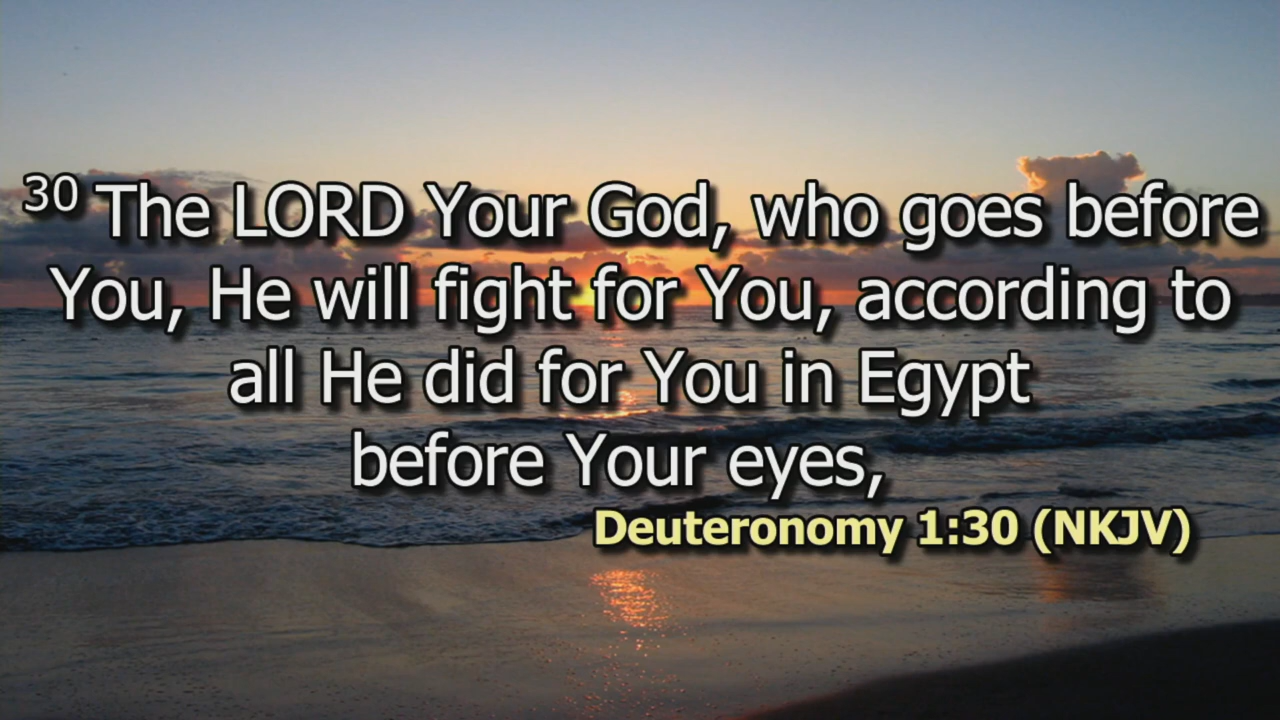 30 The LORD Your God, who goes before
You, He will fight for You, according to
all He did for You in Egypt
before Your eyes,
Deuteronomy 1:30 (NKJV)